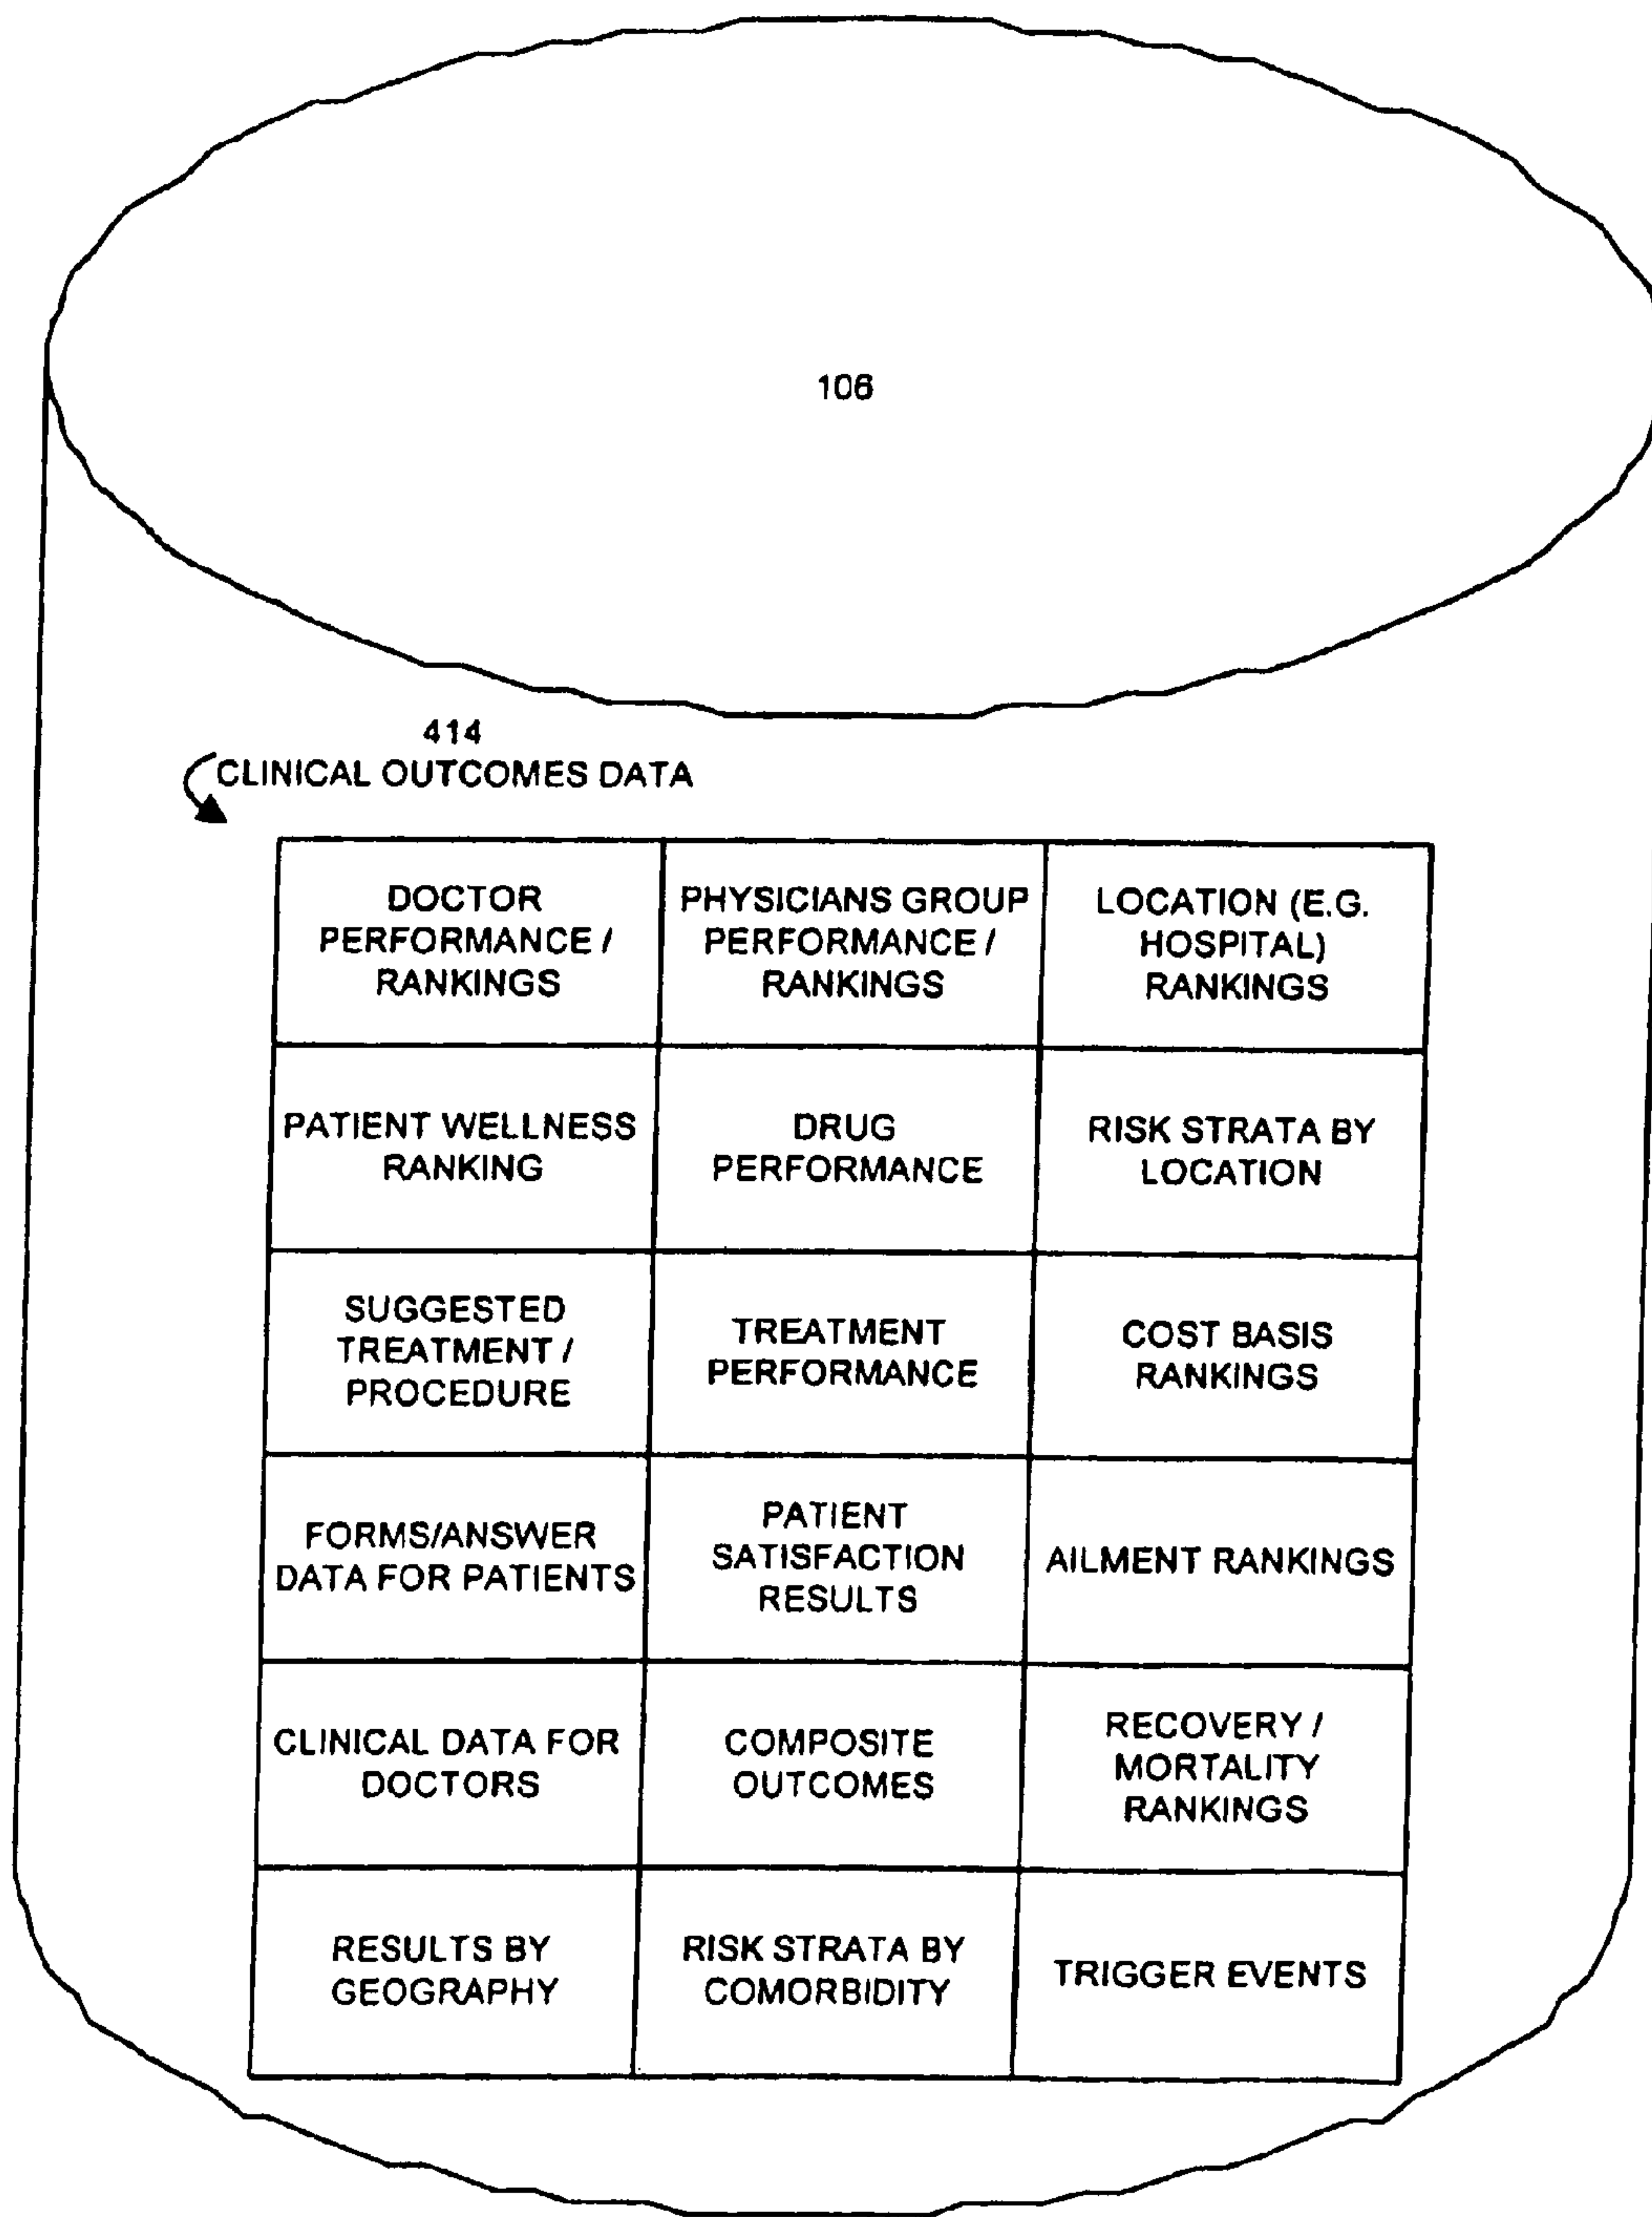 106
414
CLINICAL OUTCOMES DATA
DOCTOR
PERFORMANCE /
RANKINGS
PHYSICIANS GROUP
PERFORMANCE /
RANKINGS
LOCATION (E.G.
HOSPITAL)
RANKINGS
PATIENT WELLNESS
RANKING
DRUG
PERFORMANCE
RISK STRATA BY
LOCATION
SUGGESTED
TREATMENT /
PROCEDURE
TREATMENT
PERFORMANCE
COST BASIS
RANKINGS
FORMS/ANSWER
DATA FOR PATIENTS
PATIENT
SATISFACTION
RESULTS
AILMENT RANKINGS
CLINICAL DATA FOR
DOCTORS
COMPOSITE
OUTCOMES
RECOVERY /
MORTALITY
RANKINGS
RESULTS BY
GEOGRAPHY
RISK STRATA BY
COMORBIDITY
TRIGGER EVENTS